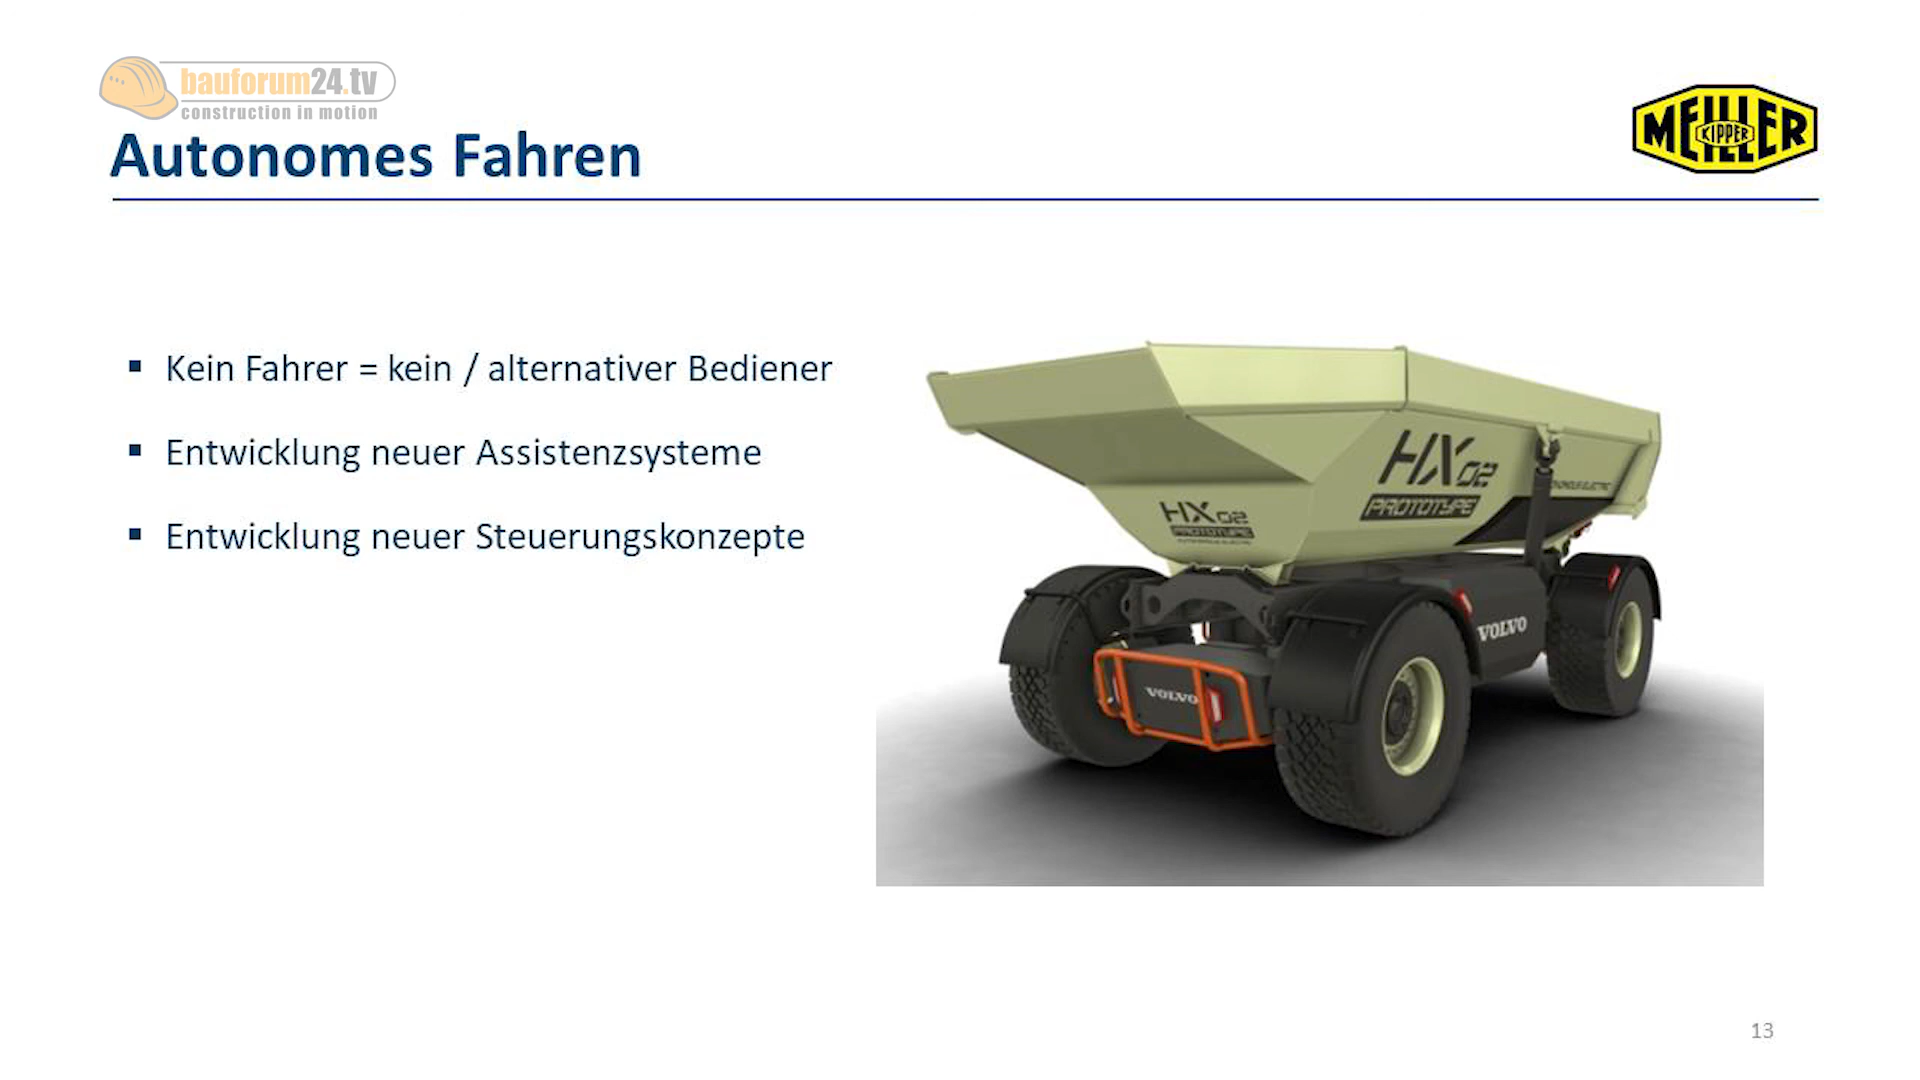 bauforum24.tv
construction in motion
MEILLER
KIPPER
Autonomes Fahren
▪ Kein Fahrer = kein / alternativer Bediener
▪ Entwicklung neuer Assistenzsysteme
▪ Entwicklung neuer Steuerungskonzepte
HX02
PROTOTYPE
HX02
PROTOTYPE
VOLVO
VOLVO
13